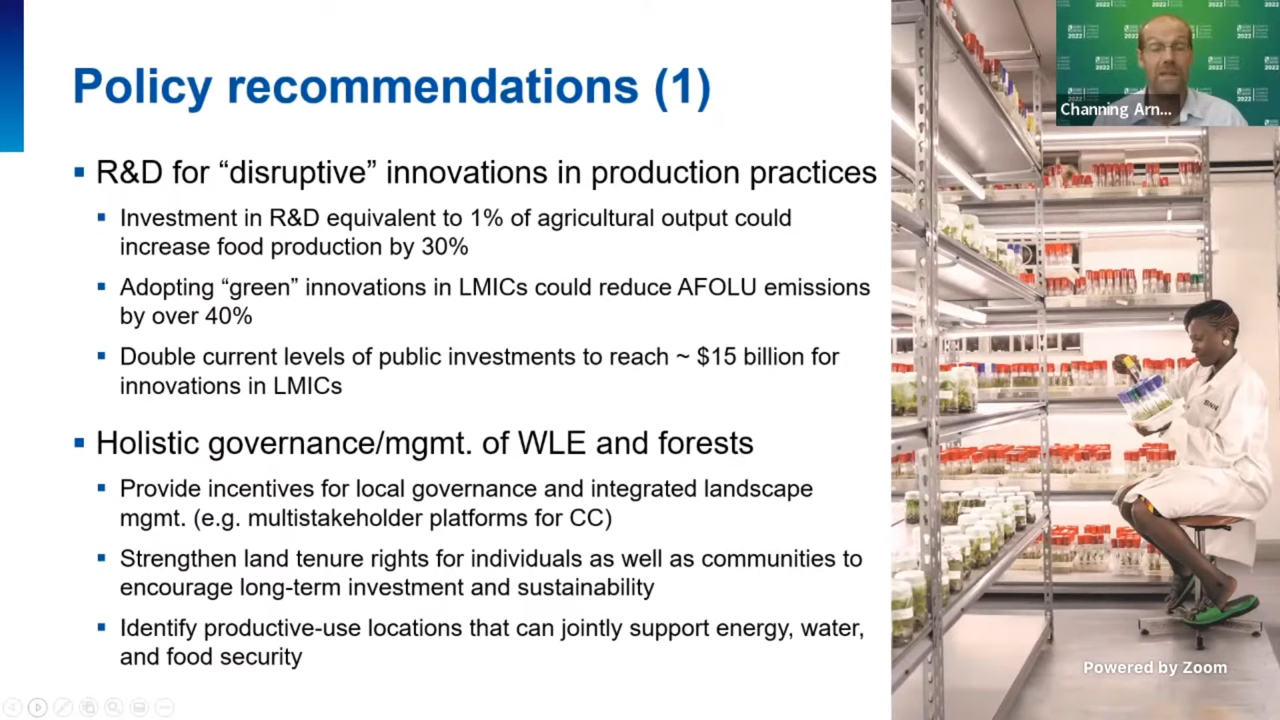 Policy recommendations (1)
▪ R&D for “disruptive” innovations in production practices
▪ Investment in R&D equivalent to 1% of agricultural output could
increase food production by 30%
▪ Adopting “green” innovations in LMICs could reduce AFOLU emissions
by over 40%
▪ Double current levels of public investments to reach ~ $15 billion for
innovations in LMICs
▪ Holistic governance/mgmt. of WLE and forests
▪ Provide incentives for local governance and integrated landscape
mgmt. (e.g. multistakeholder platforms for CC)
▪ Strengthen land tenure rights for individuals as well as communities to
encourage long-term investment and sustainability
▪ Identify productive-use locations that can jointly support energy, water,
and food security
2022
Channing Arn...
Powered by Zoom